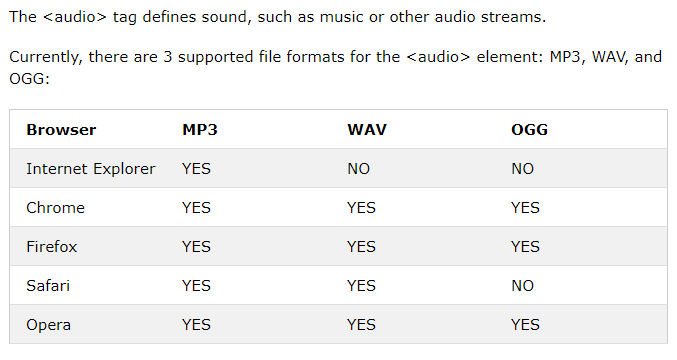 The <audio> tag defines sound, such as music or other audio streams.
Currently, there are 3 supported file formats for the <audio> element: MP3, WAV, and
OGG:
Browser MP3 WAV OGG
Internet Explorer YES NO NO
Chrome YES YES YES
Firefox YES YES YES
Safari YES YES NO
Opera YES YES YES